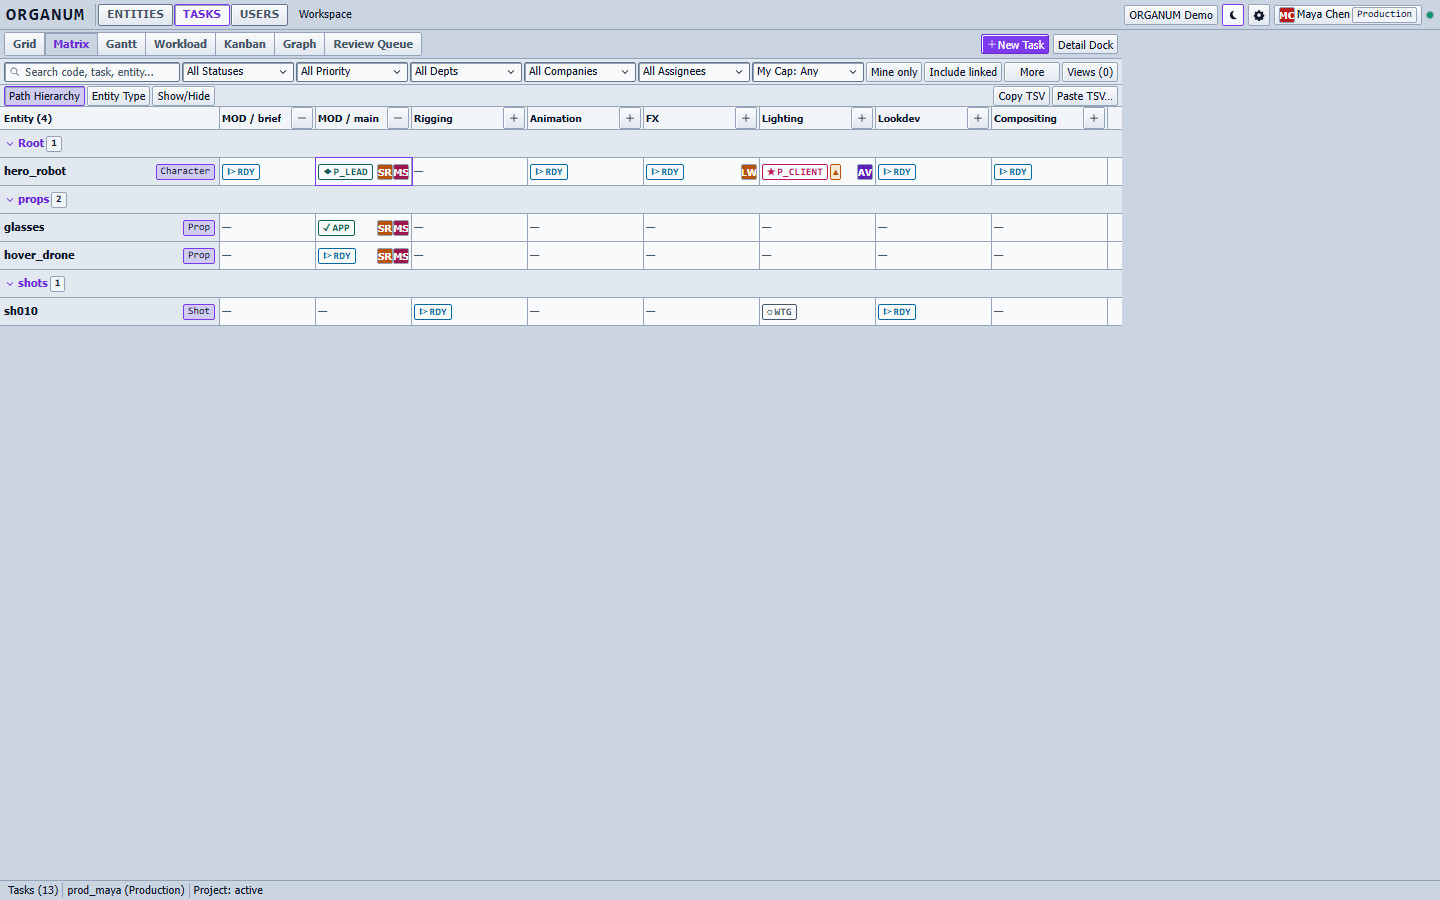 ORGANUM ENTITIES TASKS USERS Workspace ORGANUM Demo MC Maya Chen Production
Grid Matrix Gantt Workload Kanban Graph Review Queue +New Task Detail Dock
Search code, task, entity... All Statuses All Priority All Depts All Companies All Assignees My Cap: Any Mine only Include linked More Views (0)
Path Hierarchy Entity Type Show/Hide Copy TSV Paste TSV...
Entity (4) MOD / brief − MOD / main − Rigging + Animation + FX + Lighting + Lookdev + Compositing +
Root 1
hero_robot Character RDY P_LEAD SR MS — RDY RDY LW P_CLIENT AV RDY RDY
props 2
glasses Prop — APP SR MS — — — — — —
hover_drone Prop — RDY SR MS — — — — — —
shots 1
sh010 Shot — — RDY — — WTG RDY —
Tasks (13) prod_maya (Production) Project: active